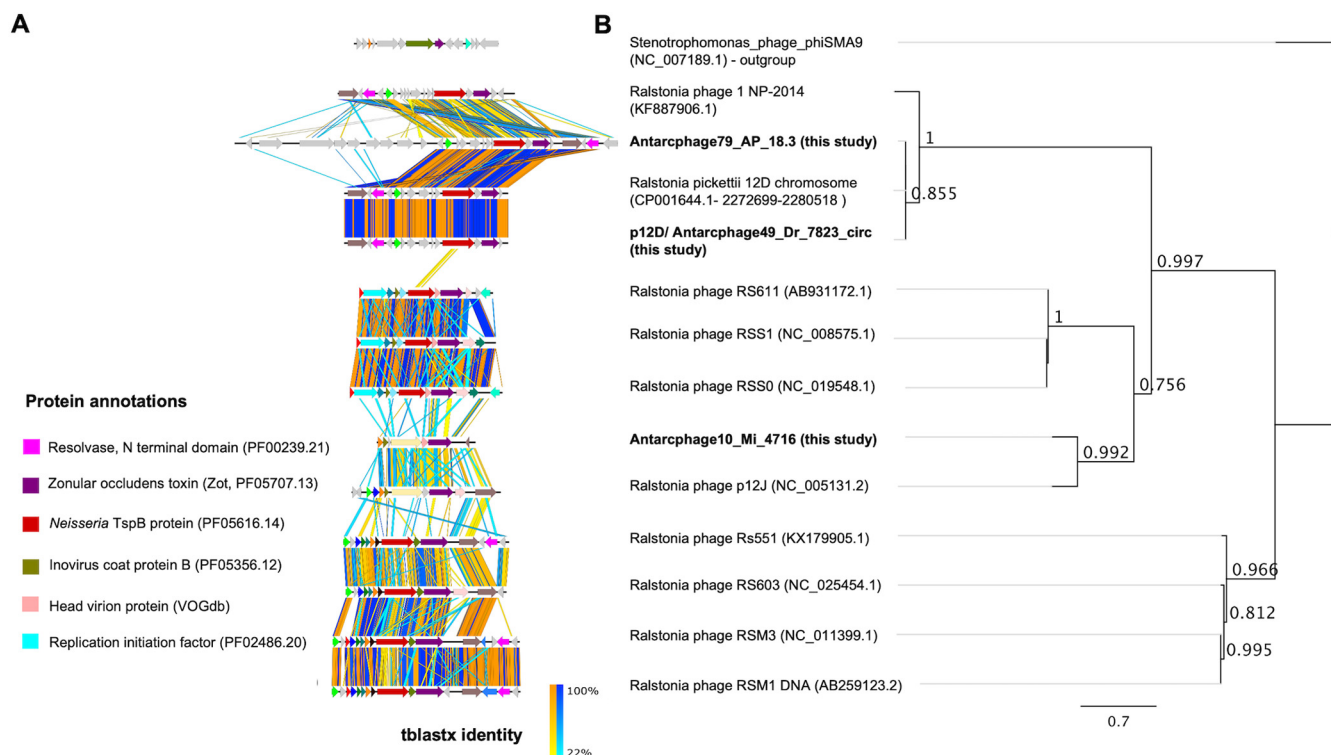 A
B
Stenotrophomonas_phage_phiSMA9
(NC_007189.1) - outgroup
Ralstonia phage 1 NP-2014
(KF887906.1)
Antarcphage79_AP_18.3 (this study)
Ralstonia pickettii 12D chromosome
(CP001644.1- 2272699-2280518 )
p12D/ Antarcphage49_Dr_7823_circ
(this study)
Ralstonia phage RS611 (AB931172.1)
Ralstonia phage RSS1 (NC_008575.1)
Ralstonia phage RSS0 (NC_019548.1)
Antarcphage10_Mi_4716 (this study)
Ralstonia phage p12J (NC_005131.2)
Ralstonia phage Rs551 (KX179905.1)
Ralstonia phage RS603 (NC_025454.1)
Ralstonia phage RSM3 (NC_011399.1)
Ralstonia phage RSM1 DNA (AB259123.2)
1
0.855
0.997
1
0.756
0.992
0.966
0.812
0.995
0.7
Protein annotations
Resolvase, N terminal domain (PF00239.21)
Zonular occludens toxin (Zot, PF05707.13)
Neisseria TspB protein (PF05616.14)
Inovirus coat protein B (PF05356.12)
Head virion protein (VOGdb)
Replication initiation factor (PF02486.20)
tblastx identity
100%
22%